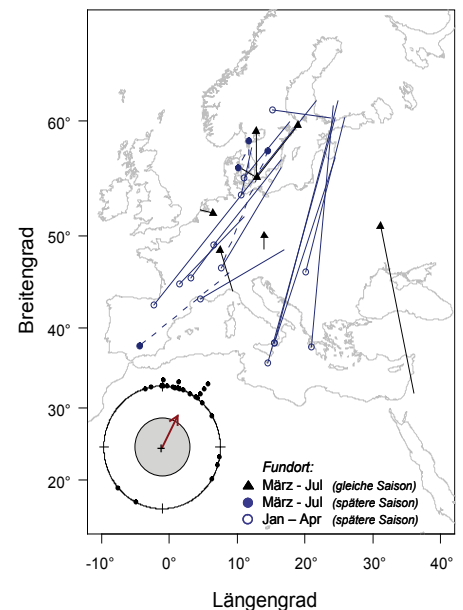 60°
50°
40°
30°
20°
Breitengrad
Fundort:
März - Jul (gleiche Saison)
März - Jul (spätere Saison)
Jan – Apr (spätere Saison)
-10° 0° 10° 20° 30° 40°
Längengrad